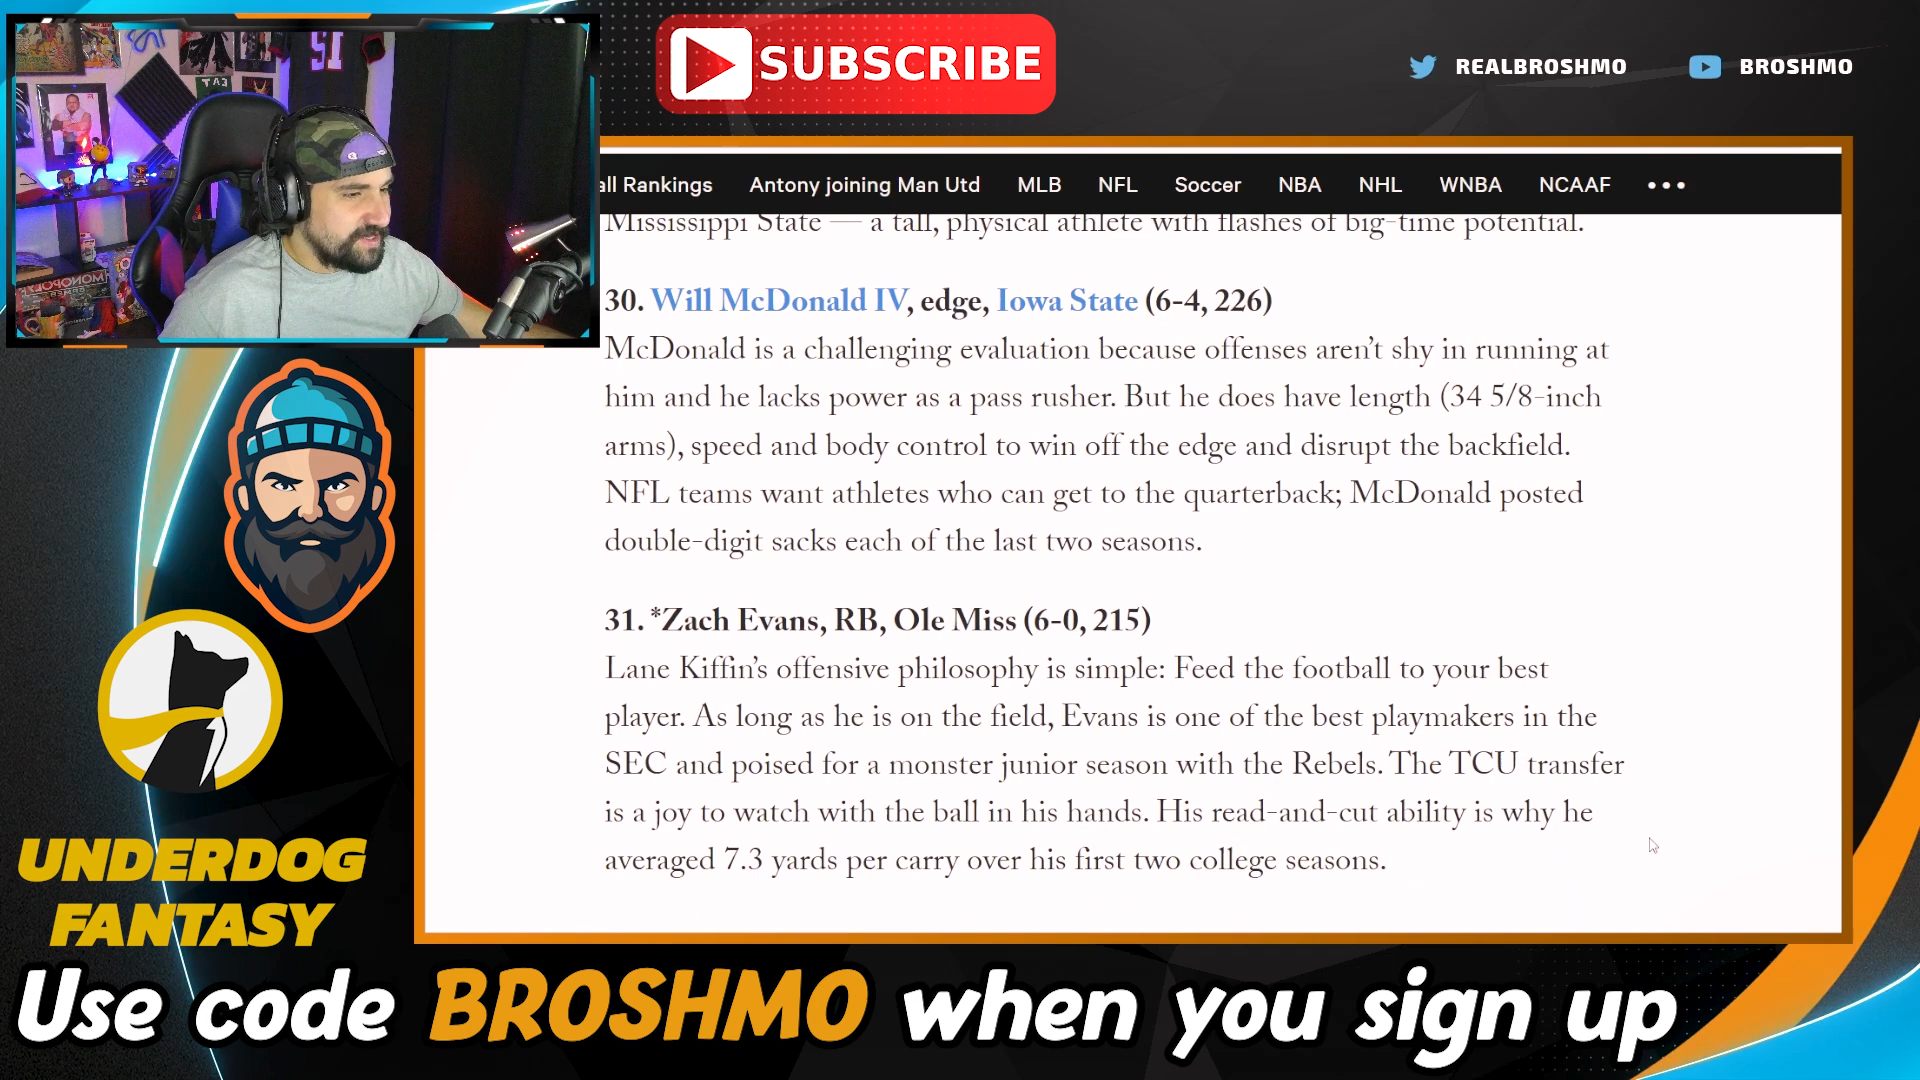 SUBSCRIBE
REALBROSHMO
BROSHMO
all Rankings Antony joining Man Utd MLB NFL Soccer NBA NHL WNBA NCAAF •••
Mississippi State — a tall, physical athlete with flashes of big-time potential.
30. Will McDonald IV, edge, Iowa State (6-4, 226)
McDonald is a challenging evaluation because offenses aren't shy in running at
him and he lacks power as a pass rusher. But he does have length (34 5/8-inch
arms), speed and body control to win off the edge and disrupt the backfield.
NFL teams want athletes who can get to the quarterback; McDonald posted
double-digit sacks each of the last two seasons.
31. *Zach Evans, RB, Ole Miss (6-0, 215)
Lane Kiffin's offensive philosophy is simple: Feed the football to your best
player. As long as he is on the field, Evans is one of the best playmakers in the
SEC and poised for a monster junior season with the Rebels. The TCU transfer
is a joy to watch with the ball in his hands. His read-and-cut ability is why he
averaged 7.3 yards per carry over his first two college seasons.
MONOPOLY
UNDERDOG
FANTASY
Use code BROSHMO when you sign up